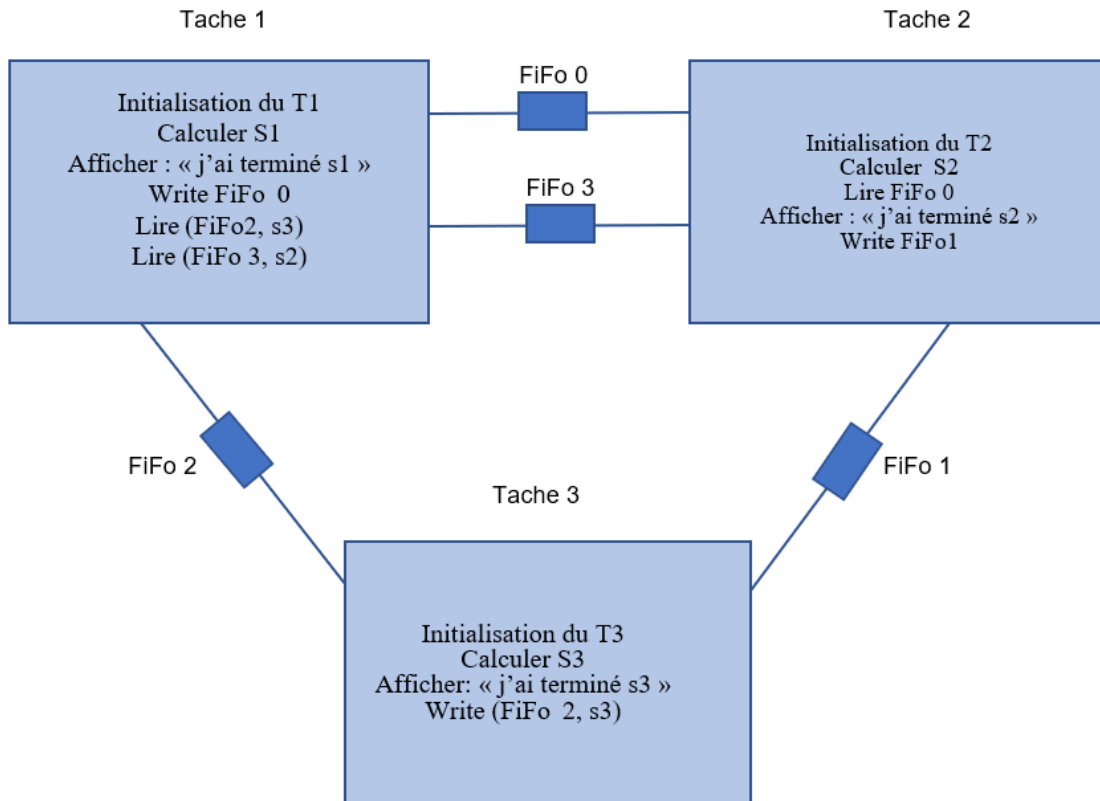 Tache 1
Tache 2
FiFo 0
Initialisation du T1
Calculer S1
Afficher : « j'ai terminé s1 »
Write FiFo 0
Lire (FiFo2, s3)
Lire (FiFo 3, s2)
FiFo 3
Initialisation du T2
Calculer S2
Lire FiFo 0
Afficher : « j'ai terminé s2 »
Write FiFo1
FiFo 2
FiFo 1
Tache 3
Initialisation du T3
Calculer S3
Afficher: « j'ai terminé s3 »
Write (FiFo 2, s3)